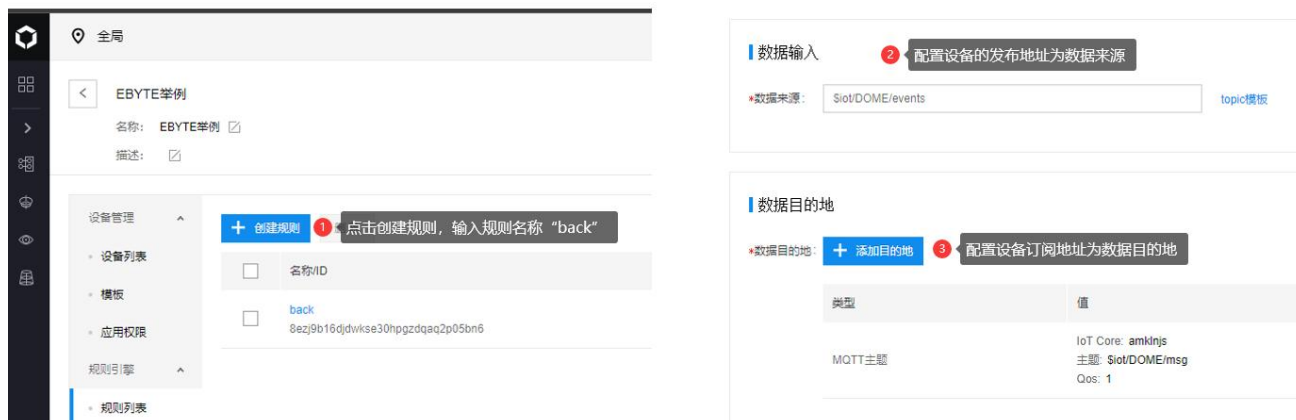 全局
EBYTE举例
名称: EBYTE举例
描述:
设备管理
设备列表
模板
应用权限
规则引擎
规则列表
+ 创建规则
1 点击创建规则，输入规则名称“back”
名称/ID
back
8ezj9b16djdwkse30hpgzdqaq2p05bn6
数据输入
2 配置设备的发布地址为数据来源
*数据来源: $iot/DOME/events topic模板
数据目的地
*数据目的地: + 添加目的地
3 配置设备订阅地址为数据目的地
类型 值
MQTT主题
IoT Core: amklnjs
主题: $iot/DOME/msg
Qos: 1